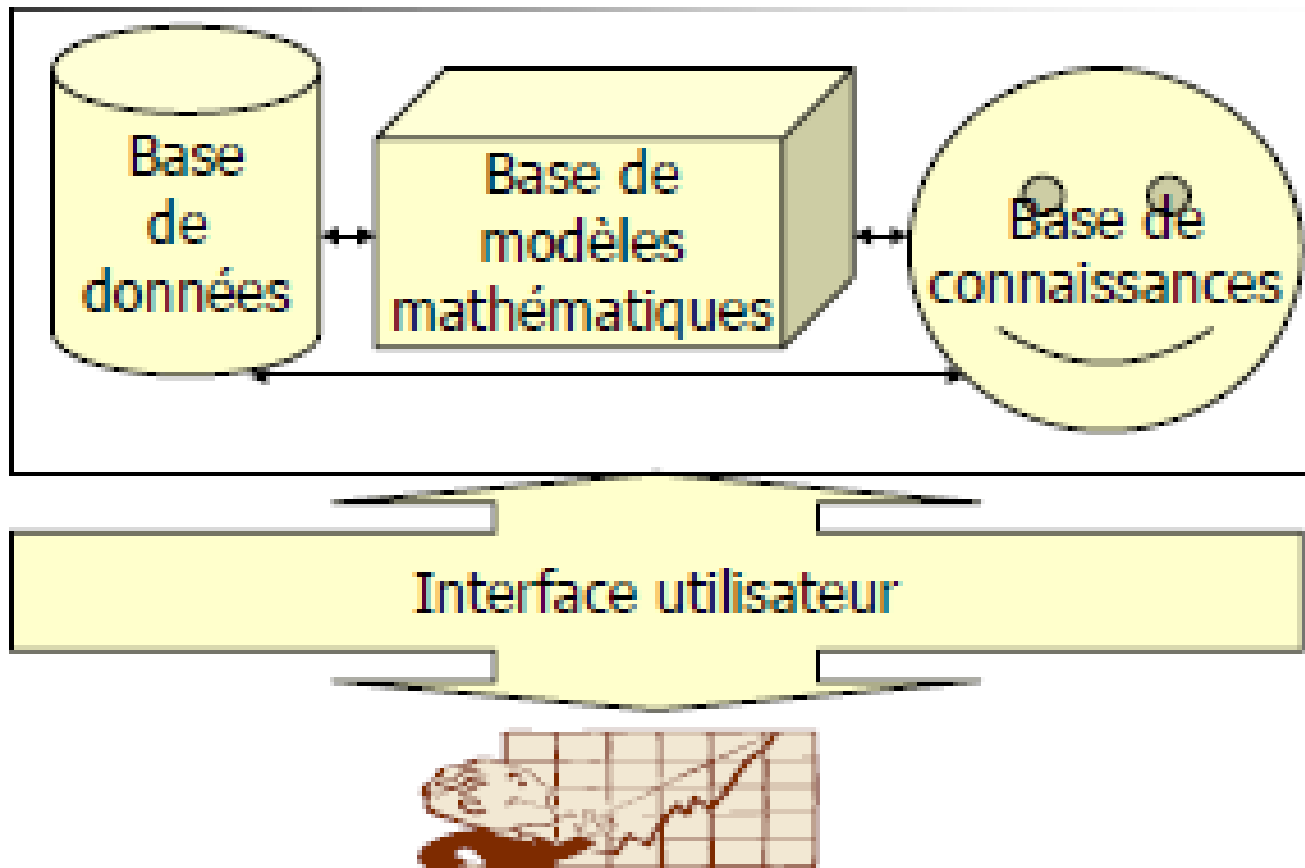 Base
de
données
Base de
modèles
mathématiques
Base de
connaissances
Interface utilisateur